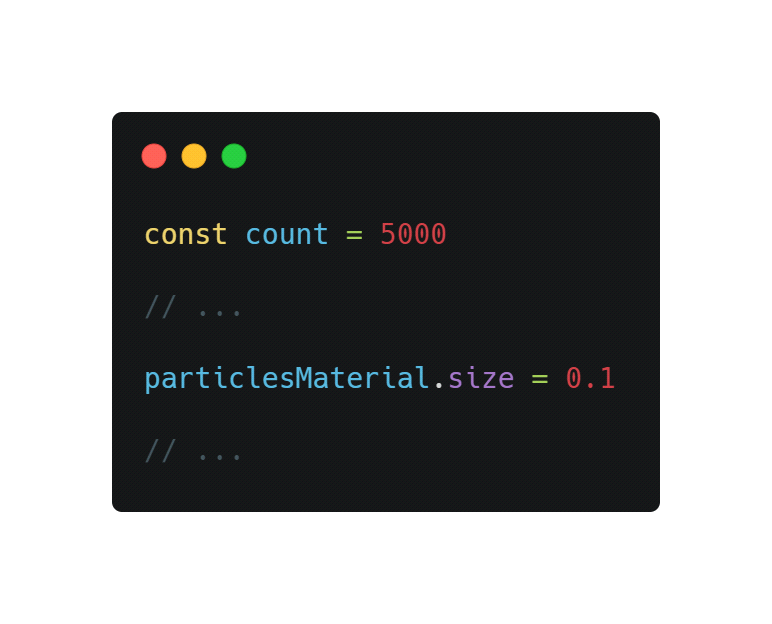 const count = 5000
// ...
particlesMaterial.size = 0.1
// ...